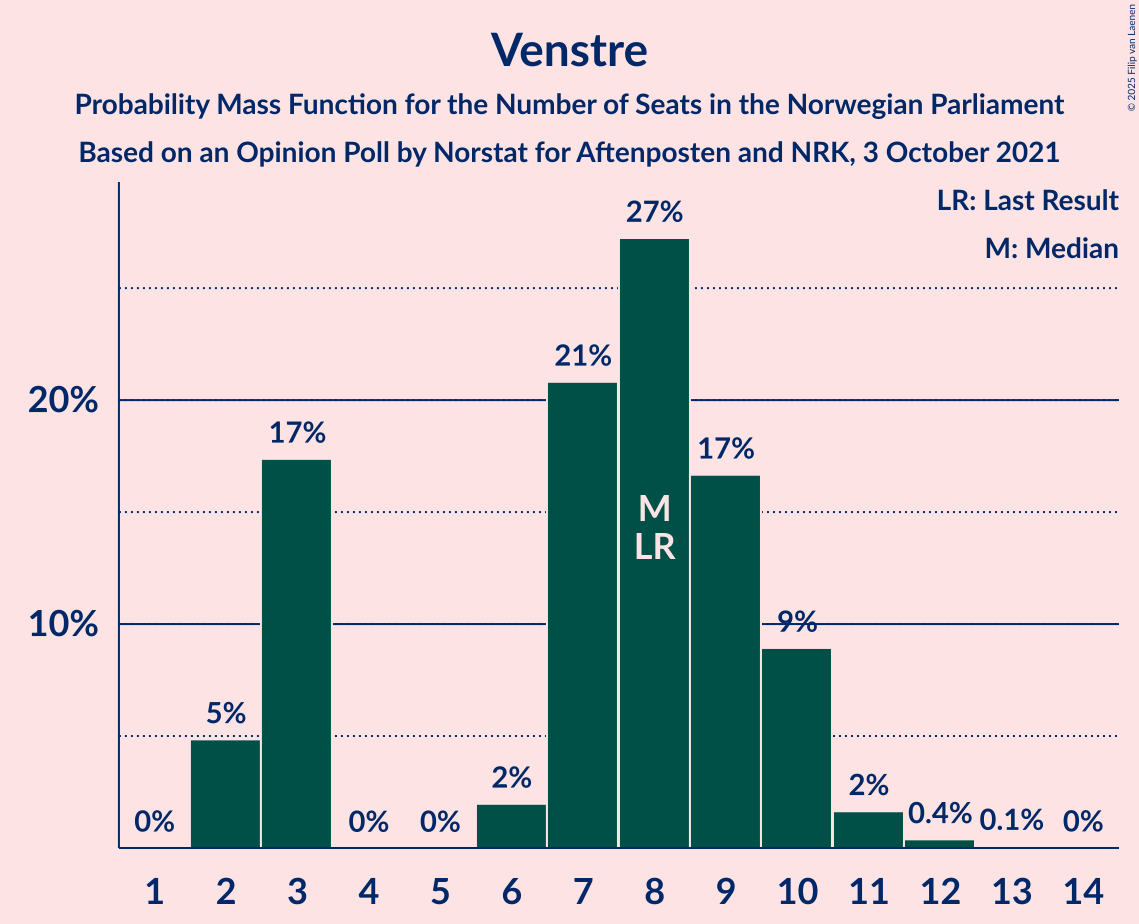 © 2025 Filip van Laenen
Venstre
Probability Mass Function for the Number of Seats in the Norwegian Parliament
Based on an Opinion Poll by Norstat for Aftenposten and NRK, 3 October 2021
LR: Last Result
M: Median
27%
21%
20%
17%
17%
M
LR
10%
9%
5%
2%
2%
0%
0%
0%
0.4%
0.1%
0%
1 2 3 4 5 6 7 8 9 10 11 12 13 14